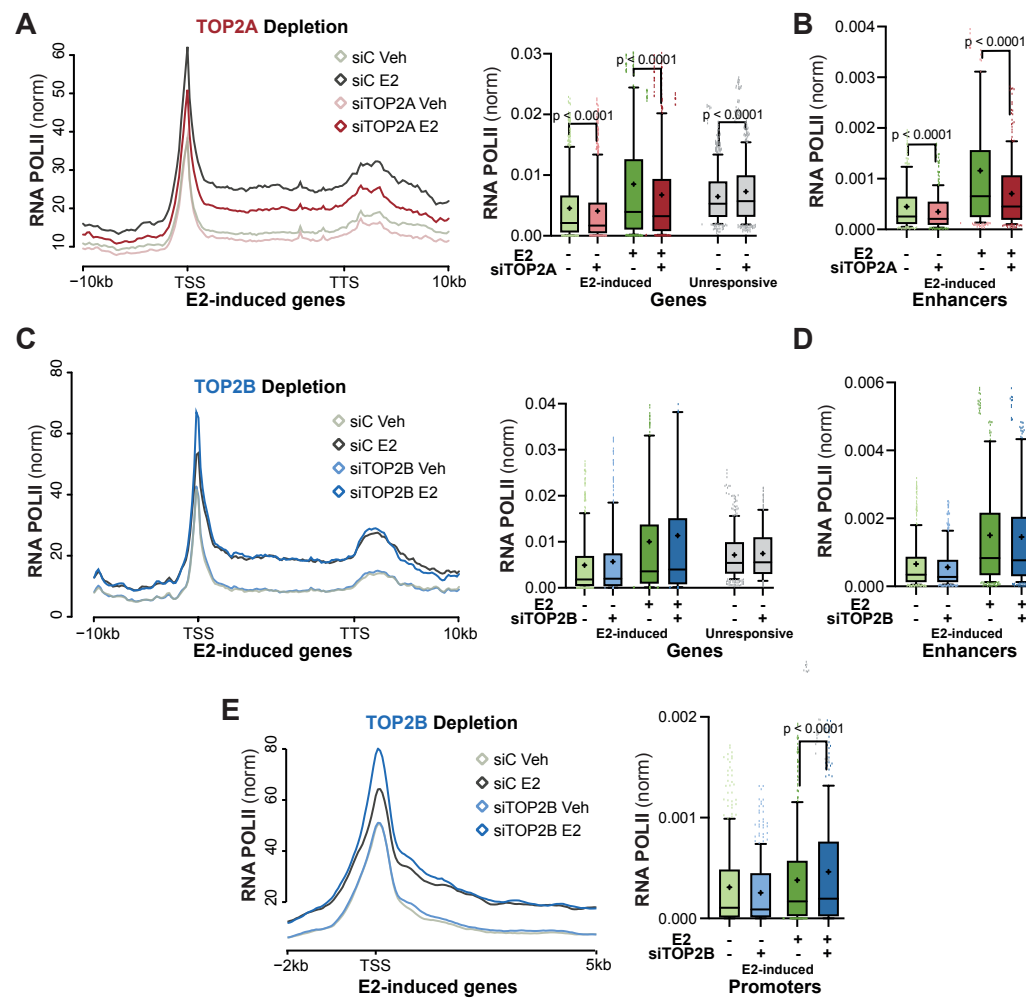 A
TOP2A Depletion
RNA POLII (norm)
60
50
40
30
20
10
siC Veh
siC E2
siTOP2A Veh
siTOP2A E2
−10kb TSS TTS 10kb
E2-induced genes
RNA POLII (norm)
0.03
0.02
0.01
0.00
p < 0.0001
p < 0.0001
p < 0.0001
E2 - - + + - -
siTOP2A - + - + - +
E2-induced Unresponsive
Genes
B
RNA POLII (norm)
0.004
0.003
0.002
0.001
0.000
p < 0.0001
p < 0.0001
E2 - - + +
siTOP2A - + - +
E2-induced
Enhancers
C
TOP2B Depletion
RNA POLII (norm)
80
60
40
20
0
siC Veh
siC E2
siTOP2B Veh
siTOP2B E2
−10kb TSS TTS 10kb
E2-induced genes
RNA POLII (norm)
0.04
0.03
0.02
0.01
0.00
E2 - - + + - -
siTOP2B - + - + - +
E2-induced Unresponsive
Genes
D
RNA POLII (norm)
0.006
0.004
0.002
0.000
E2 - - + +
siTOP2B - + - +
E2-induced
Enhancers
E
TOP2B Depletion
RNA POLII (norm)
80
60
40
20
siC Veh
siC E2
siTOP2B Veh
siTOP2B E2
−2kb TSS 5kb
E2-induced genes
RNA POLII (norm)
0.002
0.001
0.000
p < 0.0001
E2 - - + +
siTOP2B - + - +
E2-induced
Promoters